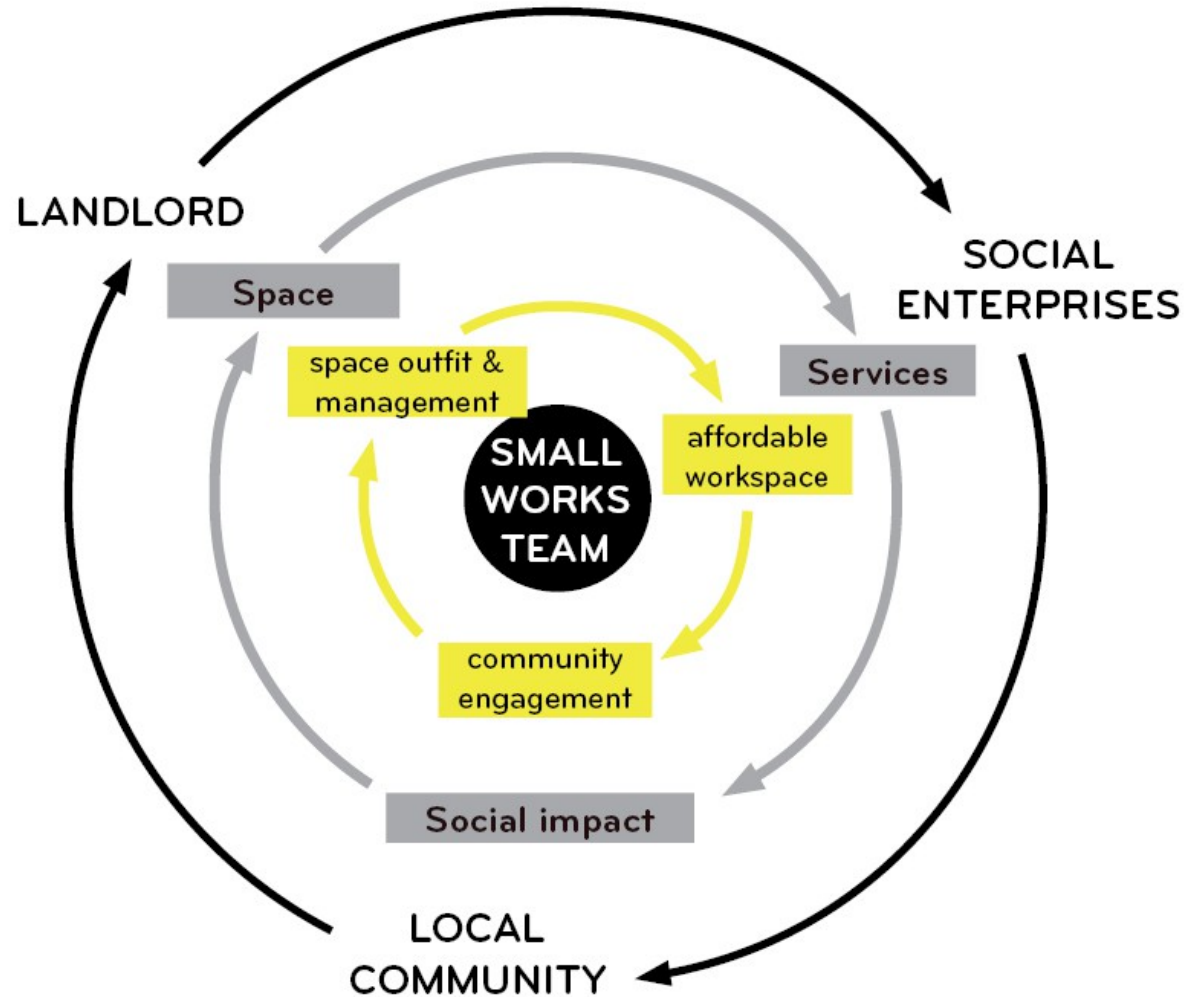 LANDLORD
SOCIAL
ENTERPRISES
Space
Services
space outfit &
management
affordable
workspace
SMALL
WORKS
TEAM
community
engagement
Social impact
LOCAL
COMMUNITY